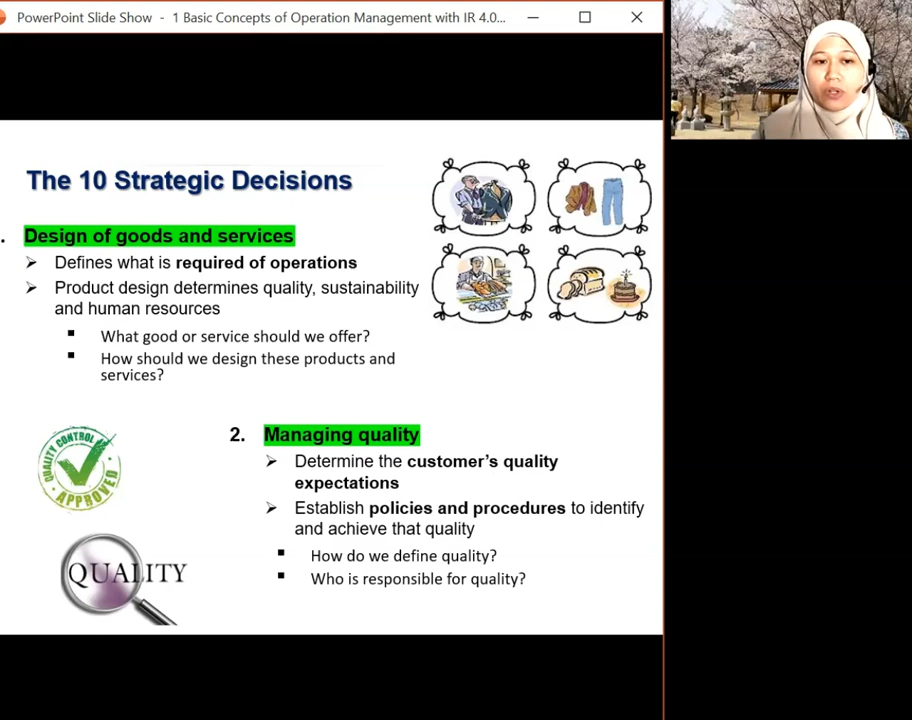 PowerPoint Slide Show - 1 Basic Concepts of Operation Management with IR 4.0...
The 10 Strategic Decisions
. Design of goods and services
➢ Defines what is required of operations
➢ Product design determines quality, sustainability
and human resources
▪ What good or service should we offer?
▪ How should we design these products and
services?
2. Managing quality
➢ Determine the customer's quality
expectations
➢ Establish policies and procedures to identify
and achieve that quality
▪ How do we define quality?
▪ Who is responsible for quality?
QUALITY CONTROL
APPROVED
QUALITY